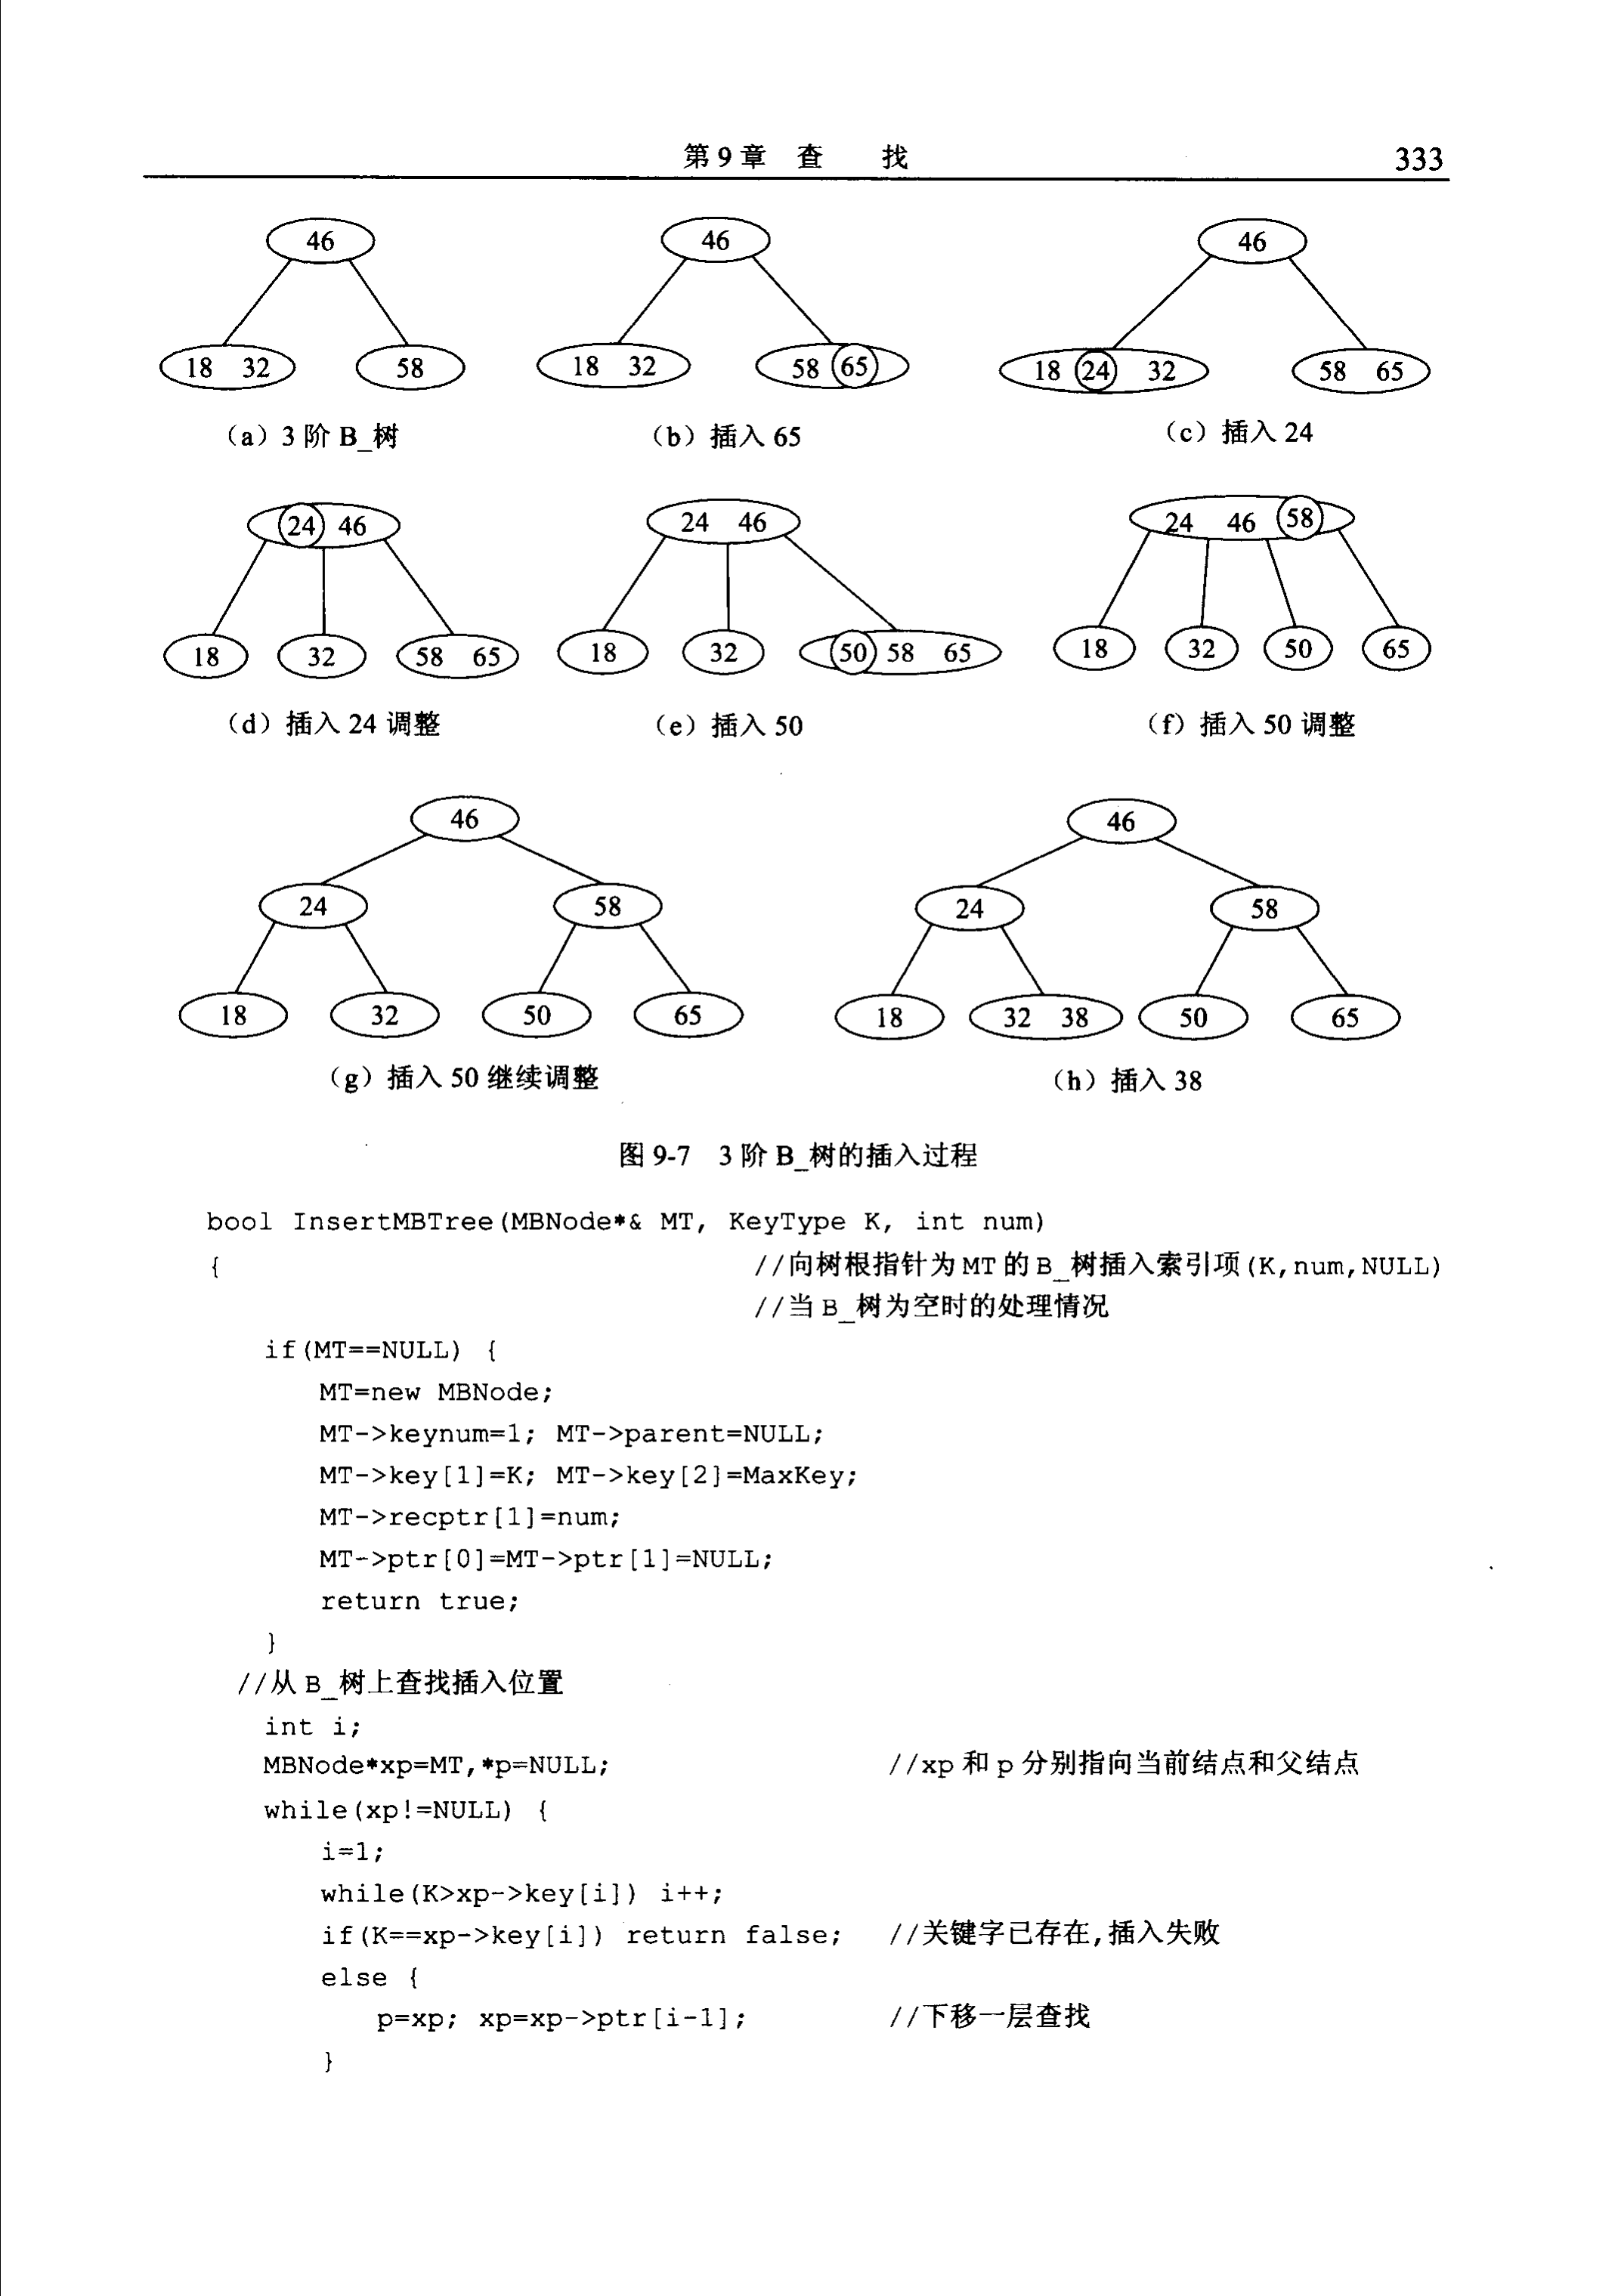 第9章 查 找 333
46
46
46
18 32
58
18 32
58 65
18 24 32
58 65
（a）3 阶 B_树
（b）插入 65
（c）插入 24
24 46
24 46
24 46 58
18
32
58 65
18
32
50 58 65
18
32
50
65
（d）插入 24 调整
（e）插入 50
（f）插入 50 调整
46
46
24
58
24
58
18
32
50
65
18
32 38
50
65
（g）插入 50 继续调整
（h）插入 38
图 9-7 3 阶 B_树的插入过程
bool InsertMBTree(MBNode*& MT, KeyType K, int num)
{ //向树根指针为MT的B_树插入索引项(K,num,NULL)
//当B_树为空时的处理情况
if(MT==NULL) {
MT=new MBNode;
MT->keynum=1; MT->parent=NULL;
MT->key[1]=K; MT->key[2]=MaxKey;
MT->recptr[1]=num;
MT->ptr[0]=MT->ptr[1]=NULL;
return true;
}
//从B_树上查找插入位置
int i;
MBNode*xp=MT,*p=NULL; //xp和p分别指向当前结点和父结点
while(xp!=NULL) {
i=1;
while(K>xp->key[i]) i++;
if(K==xp->key[i]) return false; //关键字已存在,插入失败
else {
p=xp; xp=xp->ptr[i-1]; //下移一层查找
}